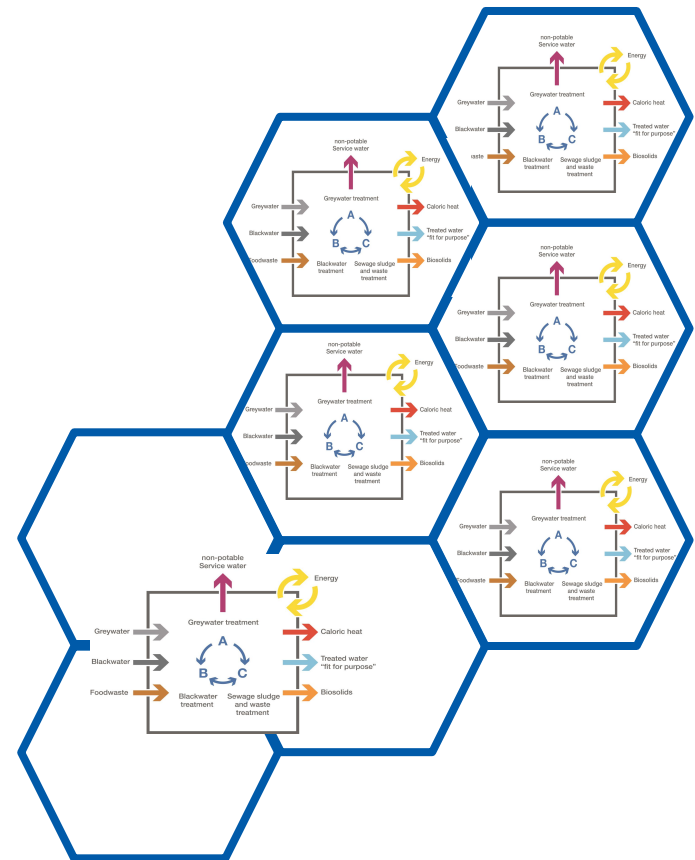 non-potable
Service water
Energy
Greywater treatment
Greywater
Caloric heat
A
Blackwater
Treated water
"fit for purpose"
B
C
Biosolids
Blackwater
treatment
Sewage sludge
and waste
treatment
non-potable
Service water
Energy
Greywater treatment
Greywater
Caloric heat
A
Blackwater
Treated water
"fit for purpose"
B
C
Foodwaste
Biosolids
Blackwater
treatment
Sewage sludge
and waste
treatment
non-potable
Service water
Energy
Greywater treatment
Greywater
Caloric heat
A
Blackwater
Treated water
"fit for purpose"
B
C
Foodwaste
Biosolids
Blackwater
treatment
Sewage sludge
and waste
treatment
non-potable
Service water
Energy
Greywater treatment
Greywater
Caloric heat
A
Blackwater
Treated water
"fit for purpose"
B
C
Foodwaste
Biosolids
Blackwater
treatment
Sewage sludge
and waste
treatment
non-potable
Service water
Energy
Greywater treatment
Greywater
Caloric heat
A
Blackwater
Treated water
"fit for purpose"
B
C
Foodwaste
Biosolids
Blackwater
treatment
Sewage sludge
and waste
treatment
non-potable
Service water
Energy
Greywater treatment
Greywater
Caloric heat
A
Blackwater
Treated water
"fit for purpose"
B
C
Foodwaste
Biosolids
Blackwater
treatment
Sewage sludge
and waste
treatment